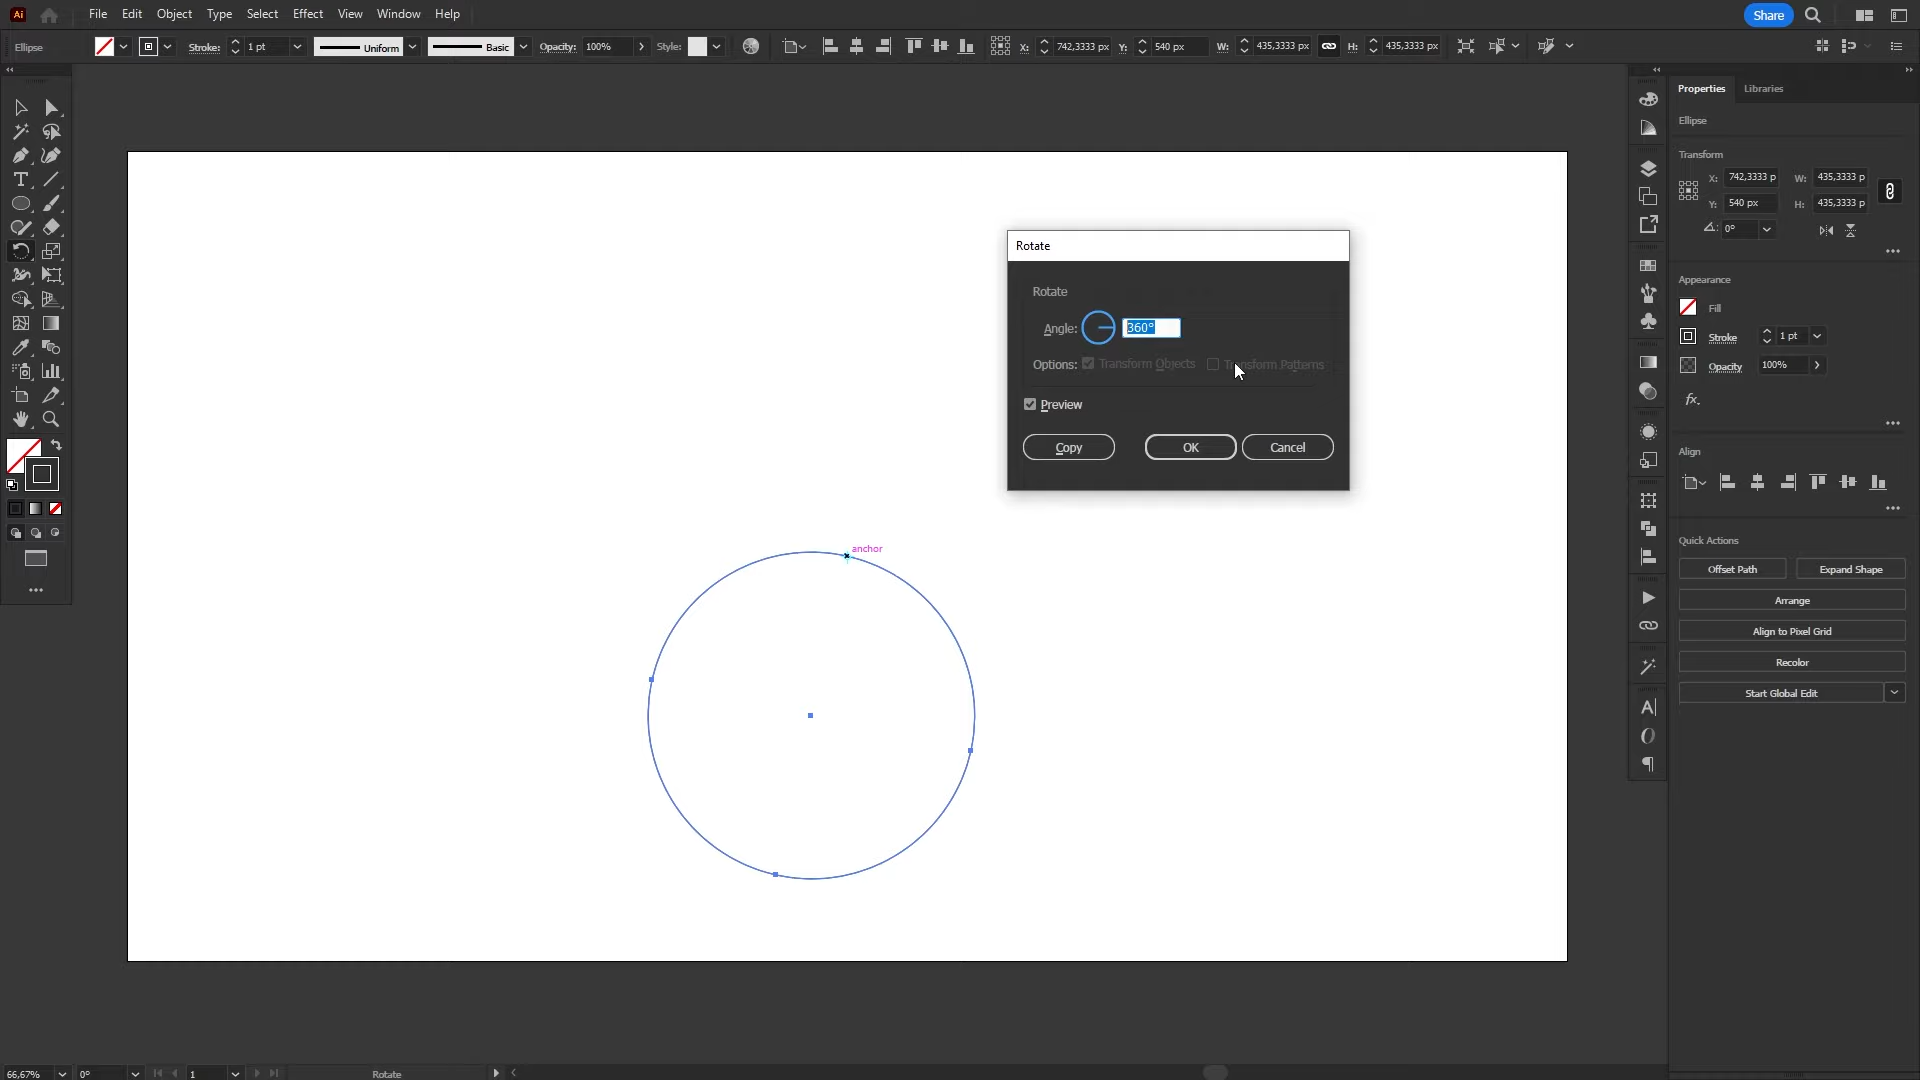 Ai File Edit Object Type Select Effect View Window Help Share
Ellipse Stroke: 1 pt Uniform Basic Opacity: 100% Style: X: 742,3333 px Y: 540 px W: 435,3333 px H: 435,3333 px
Properties Libraries
Ellipse
Transform
X: 742,3333 p W: 435,3333 p
Y: 540 px H: 435,3333 p
0°
Appearance
Fill
Stroke 1 pt
Opacity 100%
fx.
Align
Quick Actions
Offset Path Expand Shape
Arrange
Align to Pixel Grid
Recolor
Start Global Edit
Rotate
Rotate
Angle: 360°
Options: Transform Objects Transform Patterns
Preview
Copy OK Cancel
anchor
66,67% 0° 1 Rotate